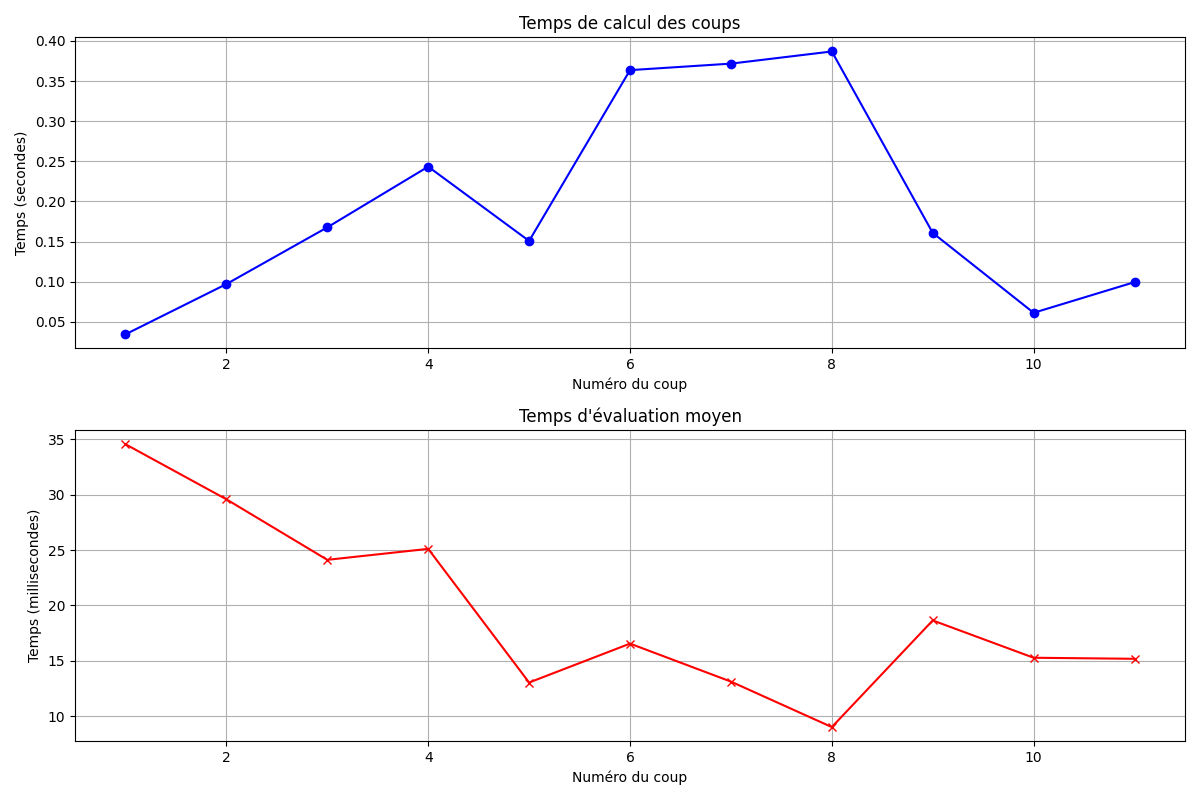 Temps de calcul des coups
Temps (secondes)
0.40
0.35
0.30
0.25
0.20
0.15
0.10
0.05
2 4 6 8 10
Numéro du coup
Temps d'évaluation moyen
Temps (millisecondes)
35
30
25
20
15
10
2 4 6 8 10
Numéro du coup